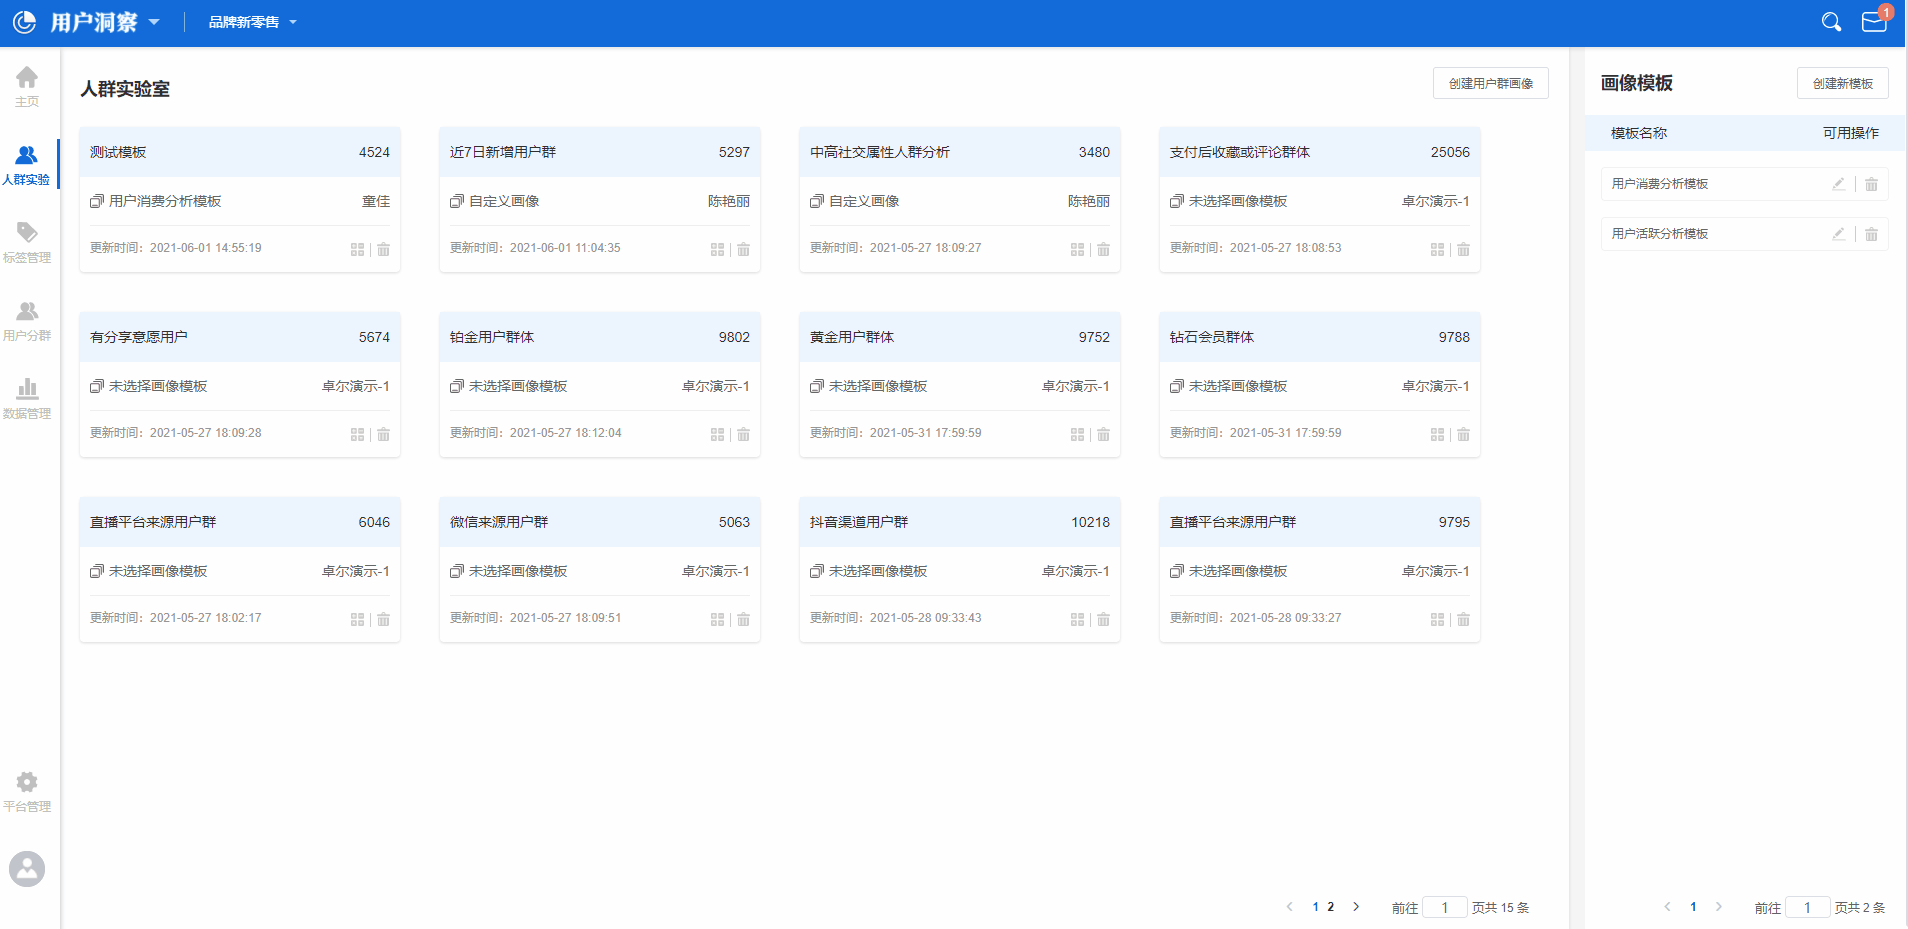 用户洞察
品牌新零售
1
主页
人群实验
标签管理
用户分群
数据管理
平台管理
人群实验室
创建用户群画像
测试模板 4524
用户消费分析模板 童佳
更新时间：2021-06-01 14:55:19
近7日新增用户群 5297
自定义画像 陈艳丽
更新时间：2021-06-01 11:04:35
中高社交属性人群分析 3480
自定义画像 陈艳丽
更新时间：2021-05-27 18:09:27
支付后收藏或评论群体 25056
未选择画像模板 卓尔演示-1
更新时间：2021-05-27 18:08:53
有分享意愿用户 5674
未选择画像模板 卓尔演示-1
更新时间：2021-05-27 18:09:28
铂金用户群体 9802
未选择画像模板 卓尔演示-1
更新时间：2021-05-27 18:12:04
黄金用户群体 9752
未选择画像模板 卓尔演示-1
更新时间：2021-05-31 17:59:59
钻石会员群体 9788
未选择画像模板 卓尔演示-1
更新时间：2021-05-31 17:59:59
直播平台来源用户群 6046
未选择画像模板 卓尔演示-1
更新时间：2021-05-27 18:02:17
微信来源用户群 5063
未选择画像模板 卓尔演示-1
更新时间：2021-05-27 18:09:51
抖音渠道用户群 10218
未选择画像模板 卓尔演示-1
更新时间：2021-05-28 09:33:43
直播平台来源用户群 9795
未选择画像模板 卓尔演示-1
更新时间：2021-05-28 09:33:27
1 2 前往 1 页共 15 条
画像模板
创建新模板
模板名称 可用操作
用户消费分析模板
用户活跃分析模板
1 前往 1 页共 2 条